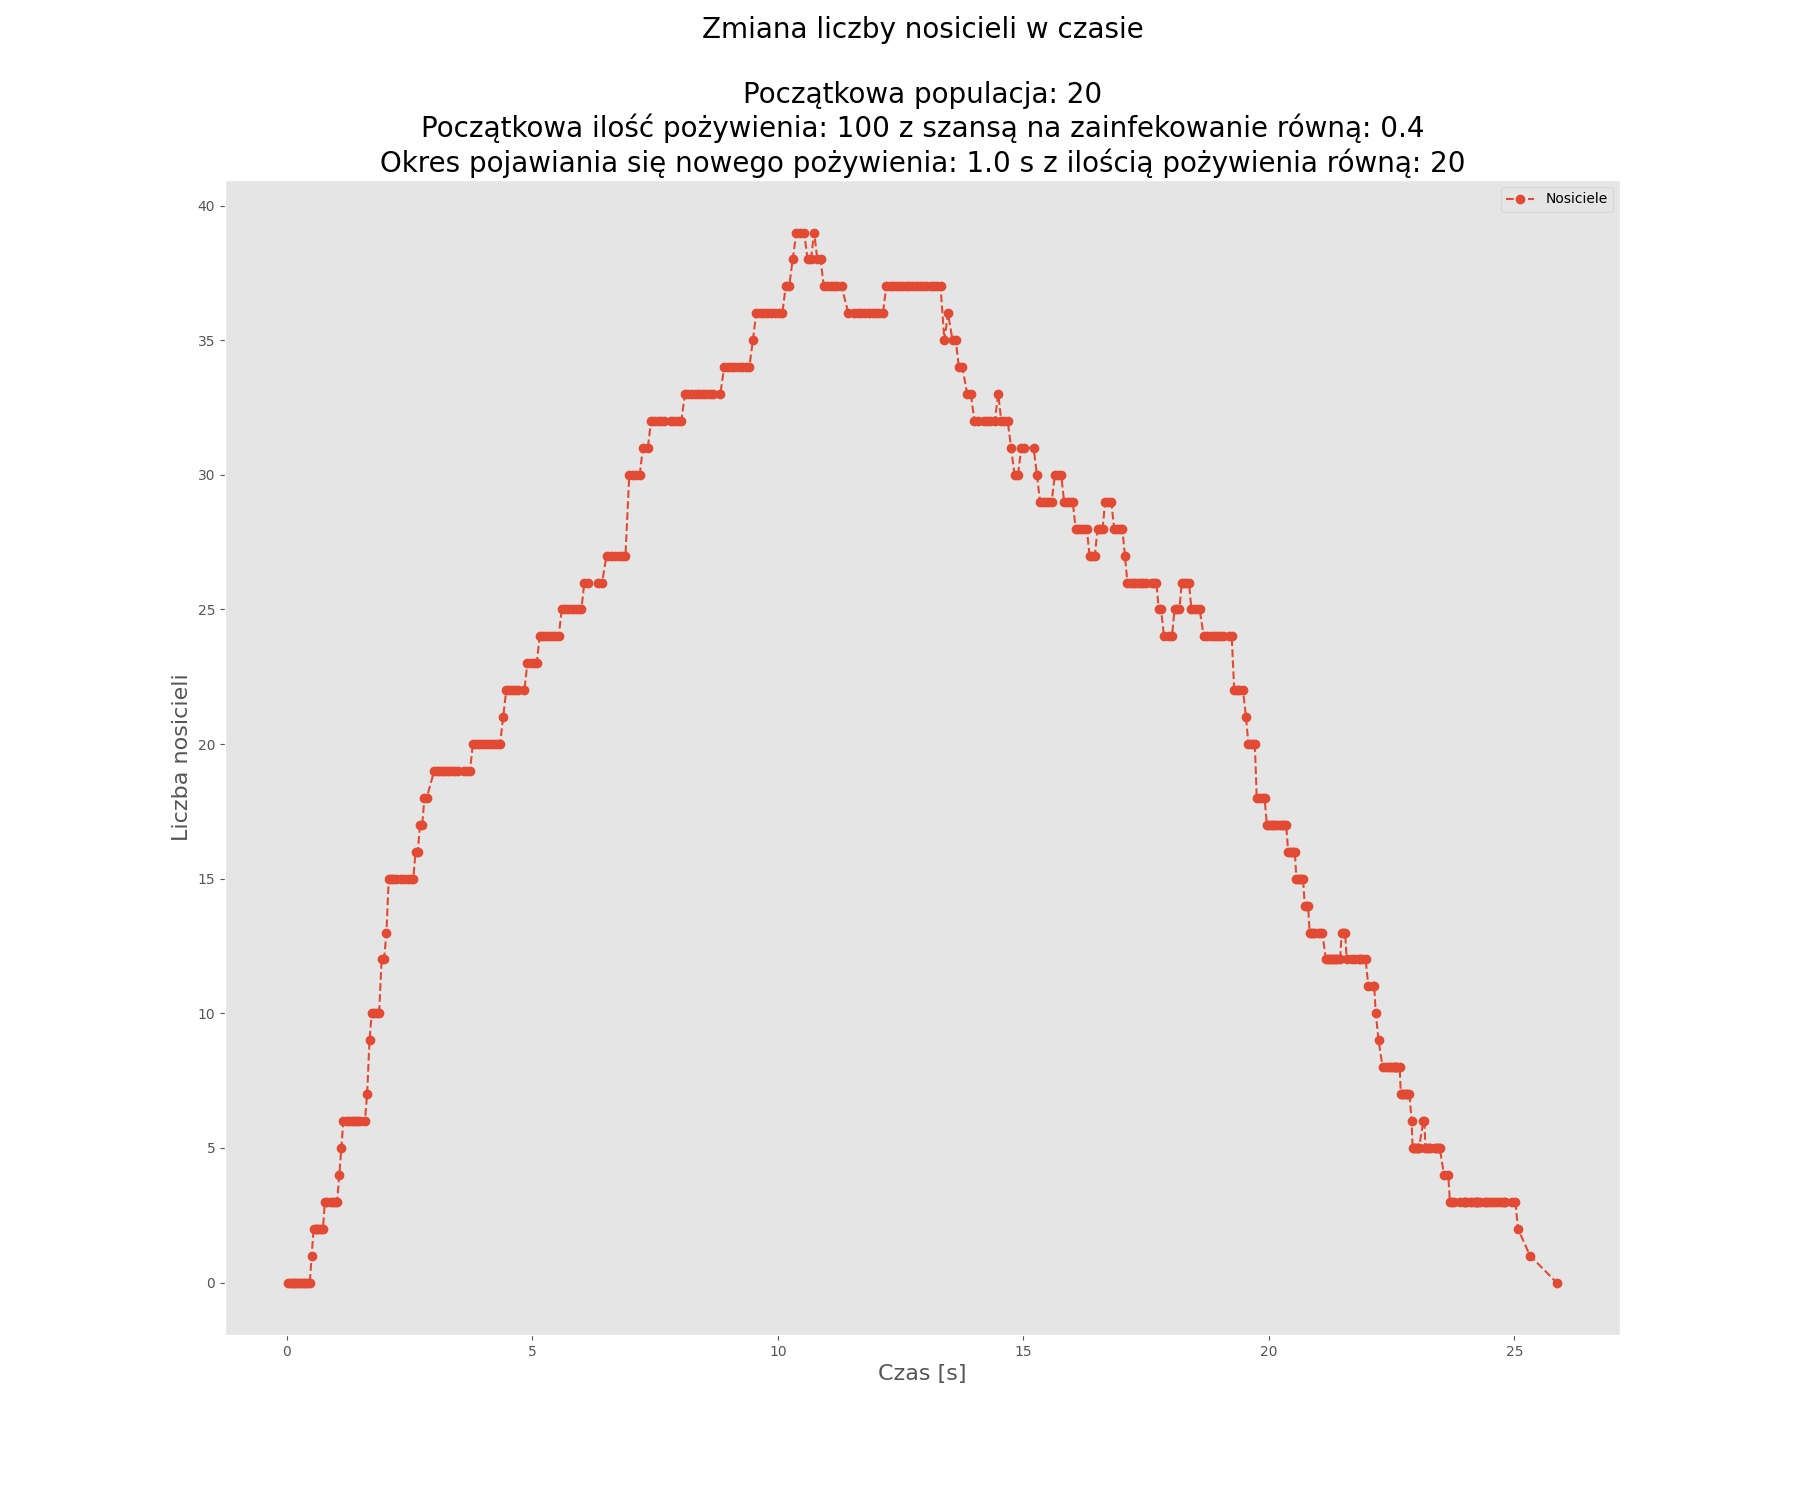 Zmiana liczby nosicieli w czasie
Początkowa populacja: 20
Początkowa ilość pożywienia: 100 z szansą na zainfekowanie równą: 0.4
Okres pojawiania się nowego pożywienia: 1.0 s z ilością pożywienia równą: 20
Nosiciele
40
35
30
25
20
15
10
5
0
Liczba nosicieli
0 5 10 15 20 25
Czas [s]